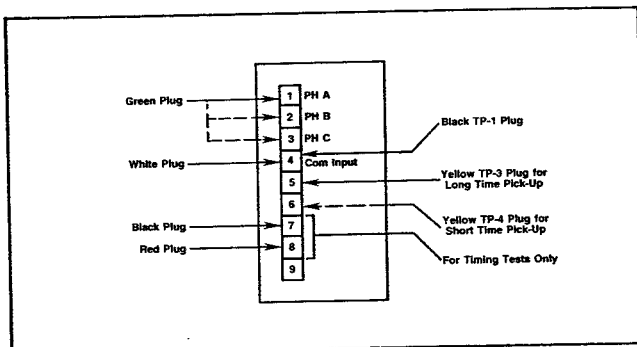 Green Plug
White Plug
Black Plug
Red Plug
1 PH A
2 PH B
3 PH C
4 Com Input
5
6
7
8
9
Black TP-1 Plug
Yellow TP-3 Plug for
Long Time Pick-Up
Yellow TP-4 Plug for
Short Time Pick-Up
For Timing Tests Only